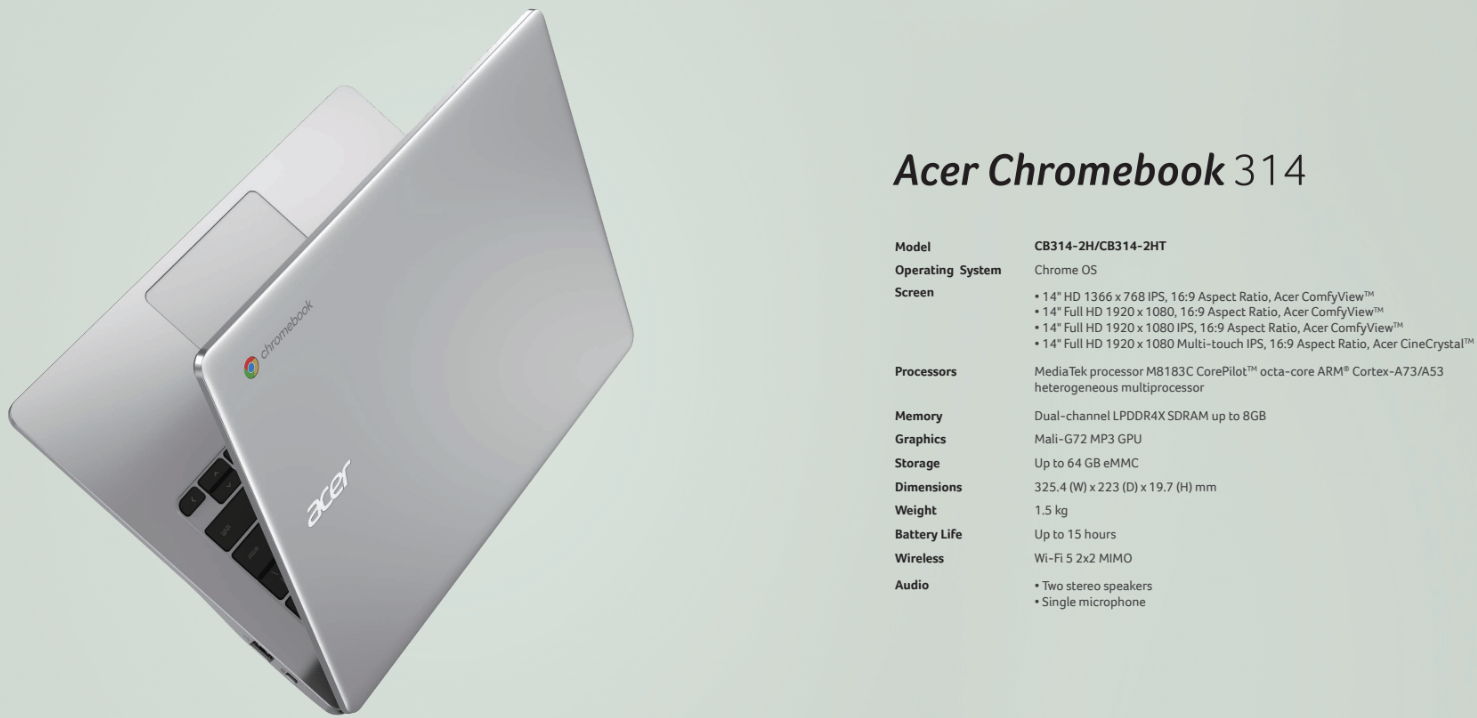 chromebook
acer
Acer Chromebook 314
Model CB314-2H/CB314-2HT
Operating System Chrome OS
Screen • 14" HD 1366 x 768 IPS, 16:9 Aspect Ratio, Acer ComfyView™
• 14" Full HD 1920 x 1080, 16:9 Aspect Ratio, Acer ComfyView™
• 14" Full HD 1920 x 1080 IPS, 16:9 Aspect Ratio, Acer ComfyView™
• 14" Full HD 1920 x 1080 Multi-touch IPS, 16:9 Aspect Ratio, Acer CineCrystal™
Processors MediaTek processor M8183C CorePilot™ octa-core ARM® Cortex-A73/A53
heterogeneous multiprocessor
Memory Dual-channel LPDDR4X SDRAM up to 8GB
Graphics Mali-G72 MP3 GPU
Storage Up to 64 GB eMMC
Dimensions 325.4 (W) x 223 (D) x 19.7 (H) mm
Weight 1.5 kg
Battery Life Up to 15 hours
Wireless Wi-Fi 5 2x2 MIMO
Audio • Two stereo speakers
• Single microphone